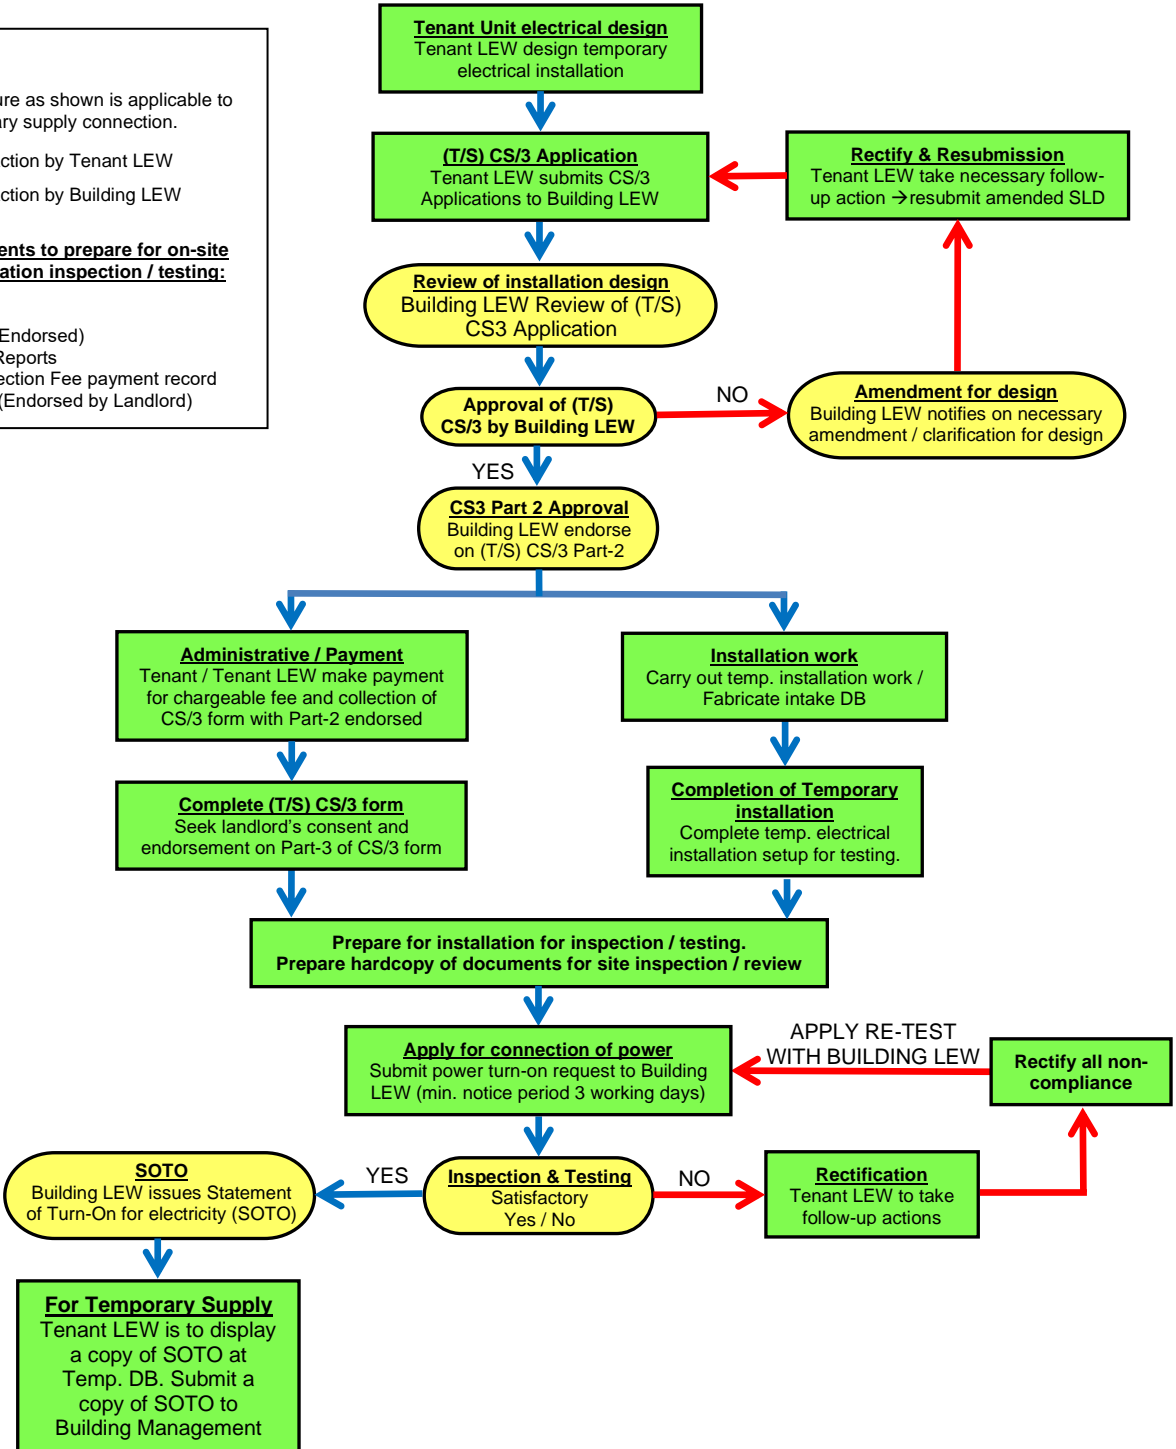 Tenant Unit electrical design
Tenant LEW design temporary
electrical installation
ure as shown is applicable to
ary supply connection.
ction by Tenant LEW
ction by Building LEW
ents to prepare for on-site
ation inspection / testing:
Endorsed)
Reports
ection Fee payment record
(Endorsed by Landlord)
(T/S) CS/3 Application
Tenant LEW submits CS/3
Applications to Building LEW
Rectify & Resubmission
Tenant LEW take necessary follow-
up action →resubmit amended SLD
Review of installation design
Building LEW Review of (T/S)
CS3 Application
Approval of (T/S)
CS/3 by Building LEW
NO
Amendment for design
Building LEW notifies on necessary
amendment / clarification for design
YES
CS3 Part 2 Approval
Building LEW endorse
on (T/S) CS/3 Part-2
Administrative / Payment
Tenant / Tenant LEW make payment
for chargeable fee and collection of
CS/3 form with Part-2 endorsed
Installation work
Carry out temp. installation work /
Fabricate intake DB
Complete (T/S) CS/3 form
Seek landlord's consent and
endorsement on Part-3 of CS/3 form
Completion of Temporary
installation
Complete temp. electrical
installation setup for testing.
Prepare for installation for inspection / testing.
Prepare hardcopy of documents for site inspection / review
Apply for connection of power
Submit power turn-on request to Building
LEW (min. notice period 3 working days)
APPLY RE-TEST
WITH BUILDING LEW
Rectify all non-
compliance
SOTO
Building LEW issues Statement
of Turn-On for electricity (SOTO)
YES
Inspection & Testing
Satisfactory
Yes / No
NO
Rectification
Tenant LEW to take
follow-up actions
For Temporary Supply
Tenant LEW is to display
a copy of SOTO at
Temp. DB. Submit a
copy of SOTO to
Building Management